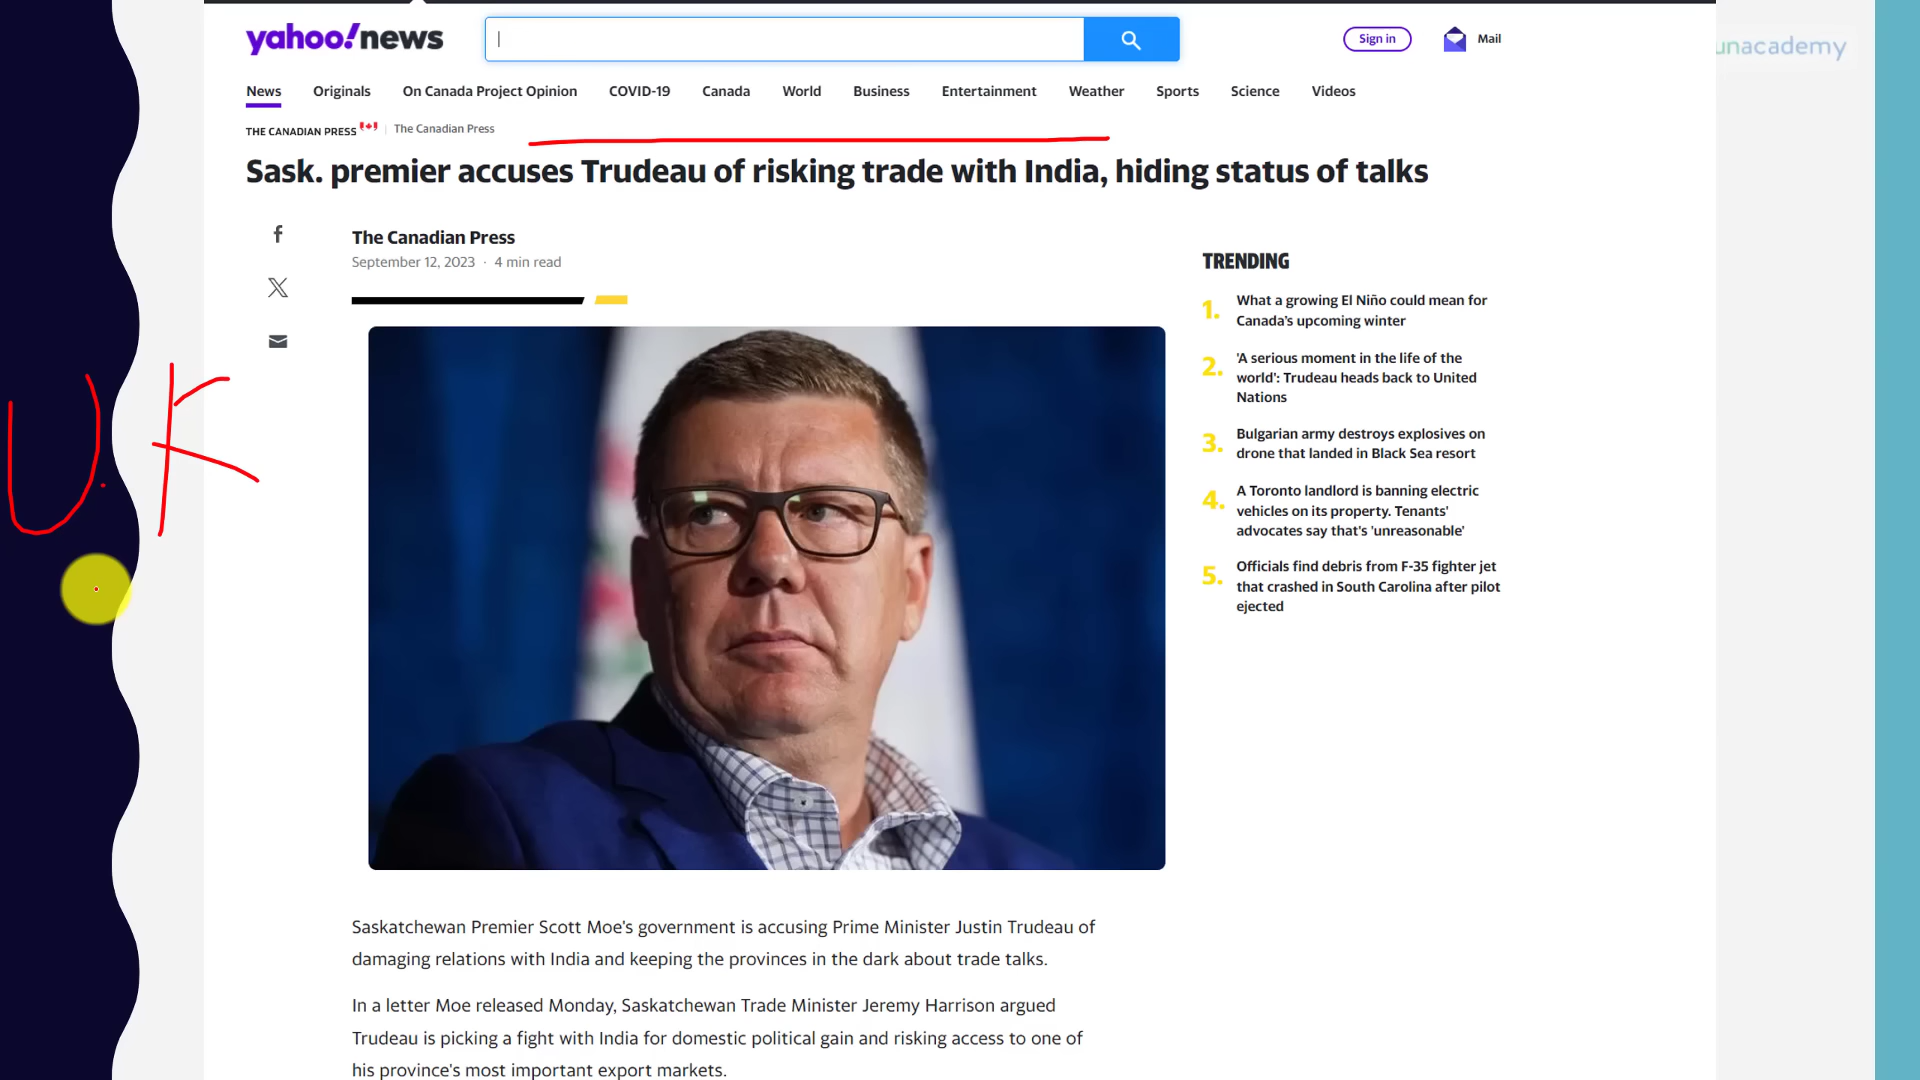 yahoo!news
Sign in
Mail
unacademy
News Originals On Canada Project Opinion COVID-19 Canada World Business Entertainment Weather Sports Science Videos
THE CANADIAN PRESS The Canadian Press
Sask. premier accuses Trudeau of risking trade with India, hiding status of talks
The Canadian Press
September 12, 2023 · 4 min read
TRENDING
1. What a growing El Niño could mean for
Canada's upcoming winter
2. 'A serious moment in the life of the
world': Trudeau heads back to United
Nations
3. Bulgarian army destroys explosives on
drone that landed in Black Sea resort
4. A Toronto landlord is banning electric
vehicles on its property. Tenants'
advocates say that's 'unreasonable'
5. Officials find debris from F-35 fighter jet
that crashed in South Carolina after pilot
ejected
U.K
Saskatchewan Premier Scott Moe's government is accusing Prime Minister Justin Trudeau of
damaging relations with India and keeping the provinces in the dark about trade talks.
In a letter Moe released Monday, Saskatchewan Trade Minister Jeremy Harrison argued
Trudeau is picking a fight with India for domestic political gain and risking access to one of
his province's most important export markets.